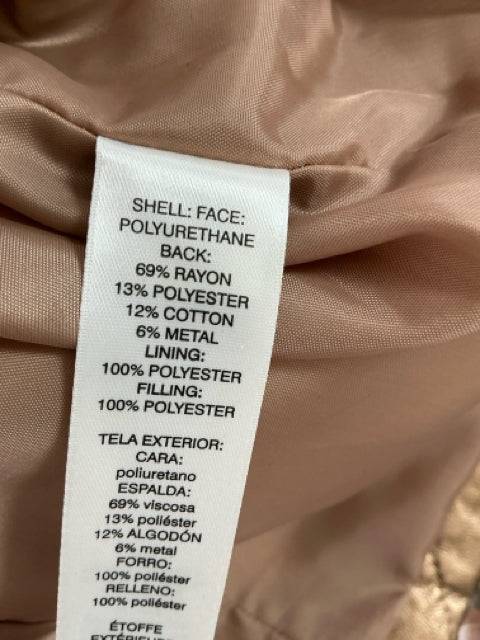 SHELL: FACE:
POLYURETHANE
BACK:
69% RAYON
13% POLYESTER
12% COTTON
6% METAL
LINING:
100% POLYESTER
FILLING:
100% POLYESTER
TELA EXTERIOR:
CARA:
poliuretano
ESPALDA:
69% viscosa
13% poliéster
12% ALGODÓN
6% metal
FORRO:
100% poliéster
RELLENO:
100% poliéster
ÉTOFFE
EXTÉRIEURE: